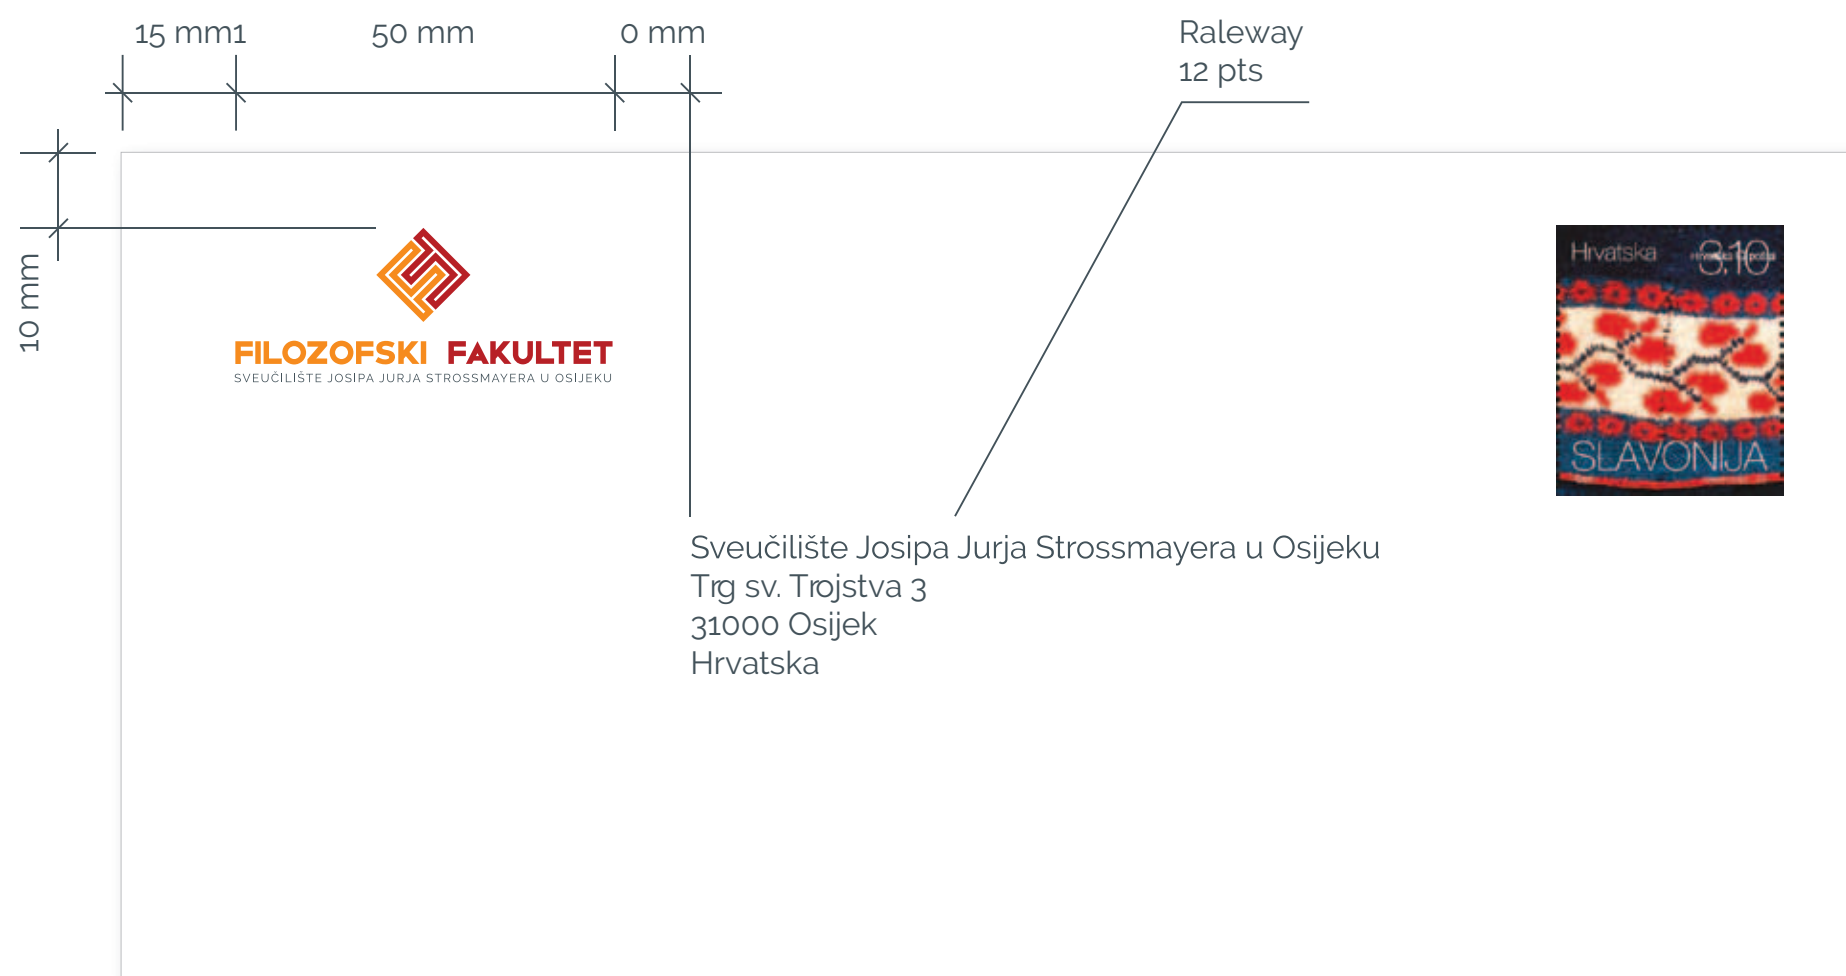 15 mm1 50 mm 0 mm
Raleway
12 pts
10 mm
FILOZOFSKI FAKULTET
SVEUČILIŠTE JOSIPA JURJA STROSSMAYERA U OSIJEKU
Hrvatska 3,10
SLAVONIJA
Sveučilište Josipa Jurja Strossmayera u Osijeku
Trg sv. Trojstva 3
31000 Osijek
Hrvatska